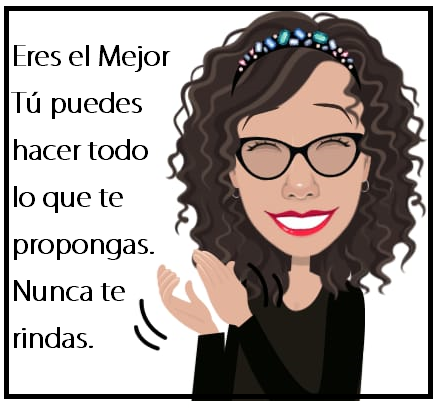 Eres el Mejor
Tú puedes
hacer todo
lo que te
propongas.
Nunca te
rindas.